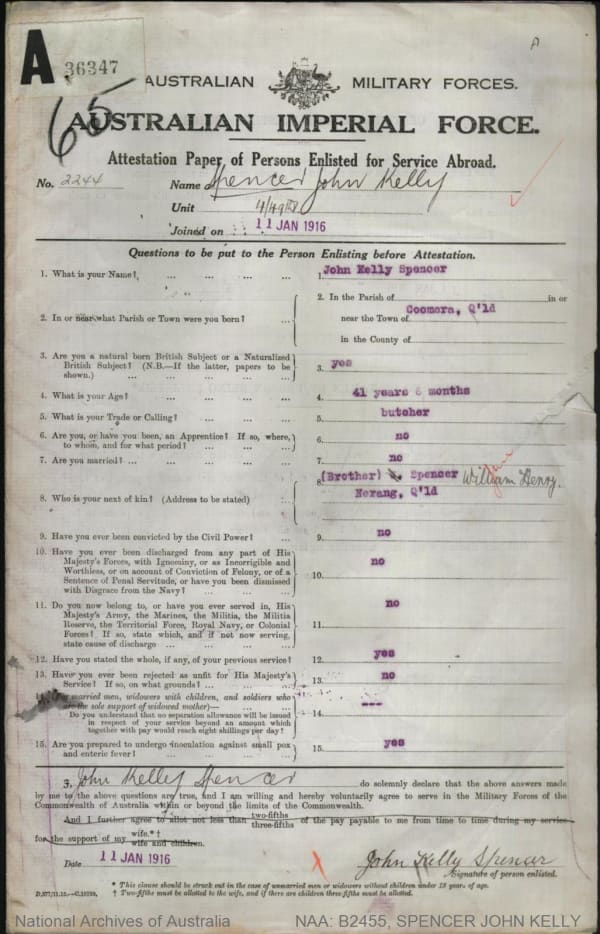 A 36347
65
AUSTRALIAN MILITARY FORCES.
AUSTRALIAN IMPERIAL FORCE.
Attestation Paper of Persons Enlisted for Service Abroad.
No. 2244 Name Spencer John Kelly
Unit 4/49th
Joined on 11 JAN 1916
Questions to be put to the Person Enlisting before Attestation.
1. What is your Name? ... ... ... ... 1. John Kelly Spencer
2. In the Parish of in or
2. In or near what Parish or Town were you born? ... near the Town of Coomera, Q'ld
in the County of
3. Are you a natural born British Subject or a Naturalized
British Subject? (N.B.—If the latter, papers to be
shown.) ... ... ... ... 3. yes
4. What is your Age? ... ... ... ... 4. 41 years 6 months
5. What is your Trade or Calling? ... ... ... 5. butcher
6. Are you, or have you been, an Apprentice? If so, where,
to whom, and for what period? ... ... ... 6. no
7. Are you married? ... ... ... ... 7. no
8. Who is your next of kin? (Address to be stated) 8. (Brother) Spencer William Henry.
Nerang, Q'ld
9. Have you ever been convicted by the Civil Power? ... 9. no
10. Have you ever been discharged from any part of His
Majesty's Forces, with Ignominy, or as Incorrigible and
Worthless, or on account of Conviction of Felony, or of a
Sentence of Penal Servitude, or have you been dismissed
with Disgrace from the Navy? ... ... ... 10. no
11. Do you now belong to, or have you ever served in, His
Majesty's Army, the Marines, the Militia, the Militia
Reserve, the Territorial Force, Royal Navy, or Colonial
Forces? If so, state which, and if not now serving,
state cause of discharge ... ... ... ... 11. no
12. Have you stated the whole, if any, of your previous service? 12. yes
13. Have you ever been rejected as unfit for His Majesty's
Service? If so, on what grounds? ... ... ... 13. no
married men, widowers with children, and soldiers who
are the sole support of widowed mother)— ... ...
Do you understand that no separation allowance will be issued
in respect of your service beyond an amount which
together with pay would reach eight shillings per day? 14. ---
15. Are you prepared to undergo inoculation against small pox
and enteric fever? ... ... ... ... 15. yes
I, John Kelly Spencer do solemnly declare that the above answers made
by me to the above questions are true, and I am willing and hereby voluntarily agree to serve in the Military Forces of the
Commonwealth of Australia within or beyond the limits of the Commonwealth.
And I further agree to allot not less than two-fifths three-fifths of the pay payable to me from time to time during my service
for the support of my wife.*† wife and children.
Date 11 JAN 1916 John Kelly Spencer
Signature of person enlisted.
* This clause should be struck out in the case of unmarried men or widowers without children under 18 years of age.
† Two-fifths must be allotted to the wife, and if there are children three-fifths must be allotted.
National Archives of Australia NAA: B2455, SPENCER JOHN KELLY